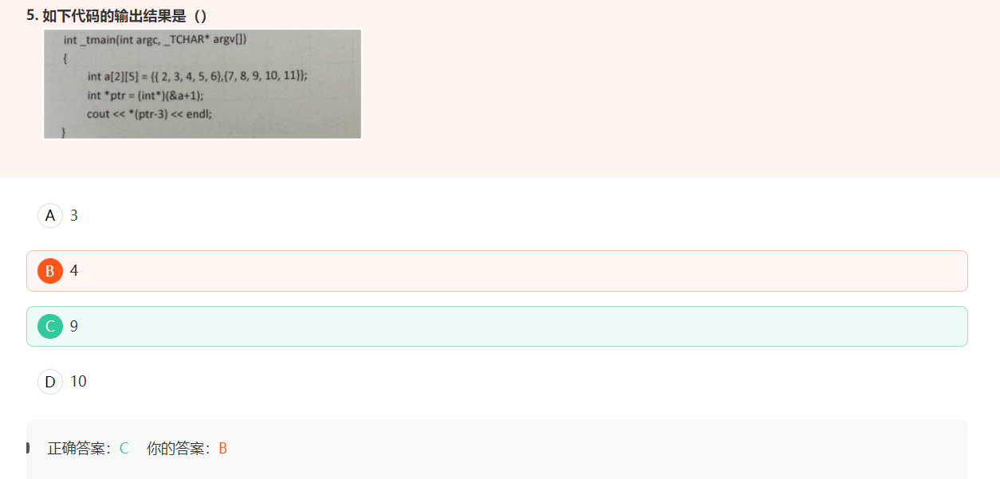 5. 如下代码的输出结果是（）
int _tmain(int argc, _TCHAR* argv[])
{
int a[2][5] = {{ 2, 3, 4, 5, 6},{7, 8, 9, 10, 11}};
int *ptr = (int*)(&a+1);
cout << *(ptr-3) << endl;
}
A 3
B 4
C 9
D 10
正确答案：C 你的答案：B